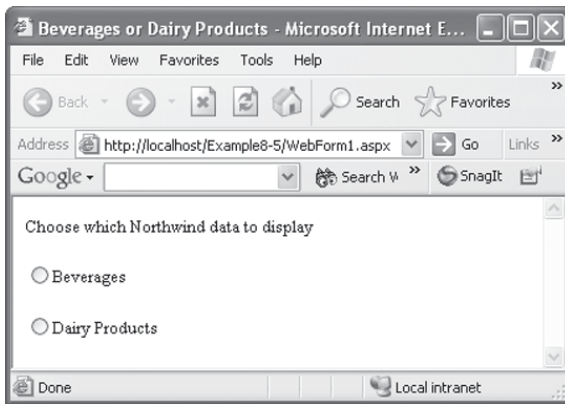 Beverages or Dairy Products - Microsoft Internet E...
File Edit View Favorites Tools Help
Back Search Favorites »
Address http://localhost/Example8-5/WebForm1.aspx Go Links »
Google Search W » SnagIt
Choose which Northwind data to display
Beverages
Dairy Products
Done Local intranet